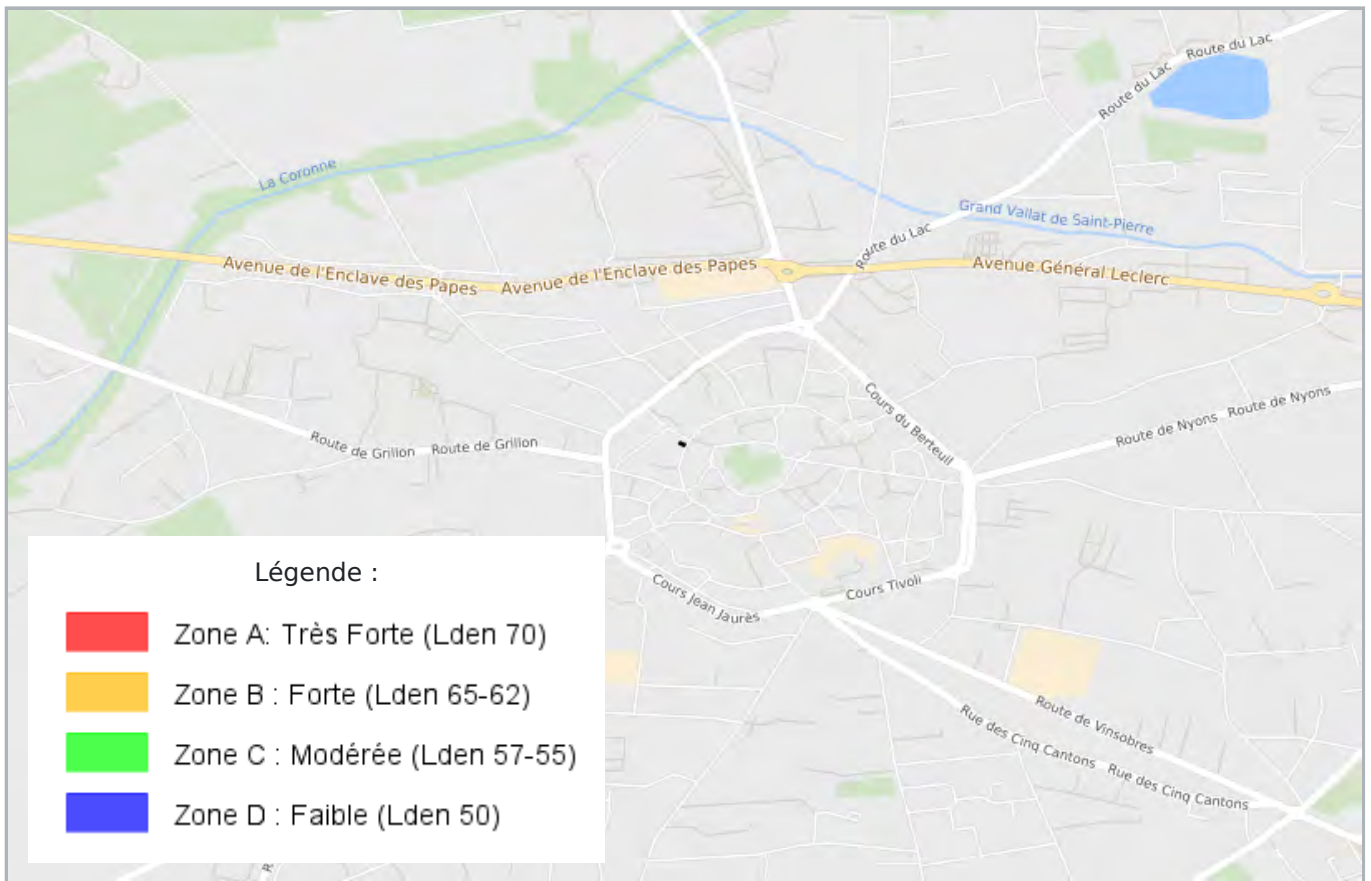 Route du Lac
Route du Lac
La Coronne
Grand Vallat de Saint-Pierre
Route du Lac
Avenue de l'Enclave des Papes
Avenue de l'Enclave des Papes
Avenue Général Leclerc
Cours du Berteuil
Route de Nyons
Route de Nyons
Route de Grillon
Route de Grillon
Cours Jean Jaurès
Cours Tivoli
Route de Vinsobres
Rue des Cinq Cantons
Rue des Cinq Cantons
Légende :
Zone A: Très Forte (Lden 70)
Zone B : Forte (Lden 65-62)
Zone C : Modérée (Lden 57-55)
Zone D : Faible (Lden 50)